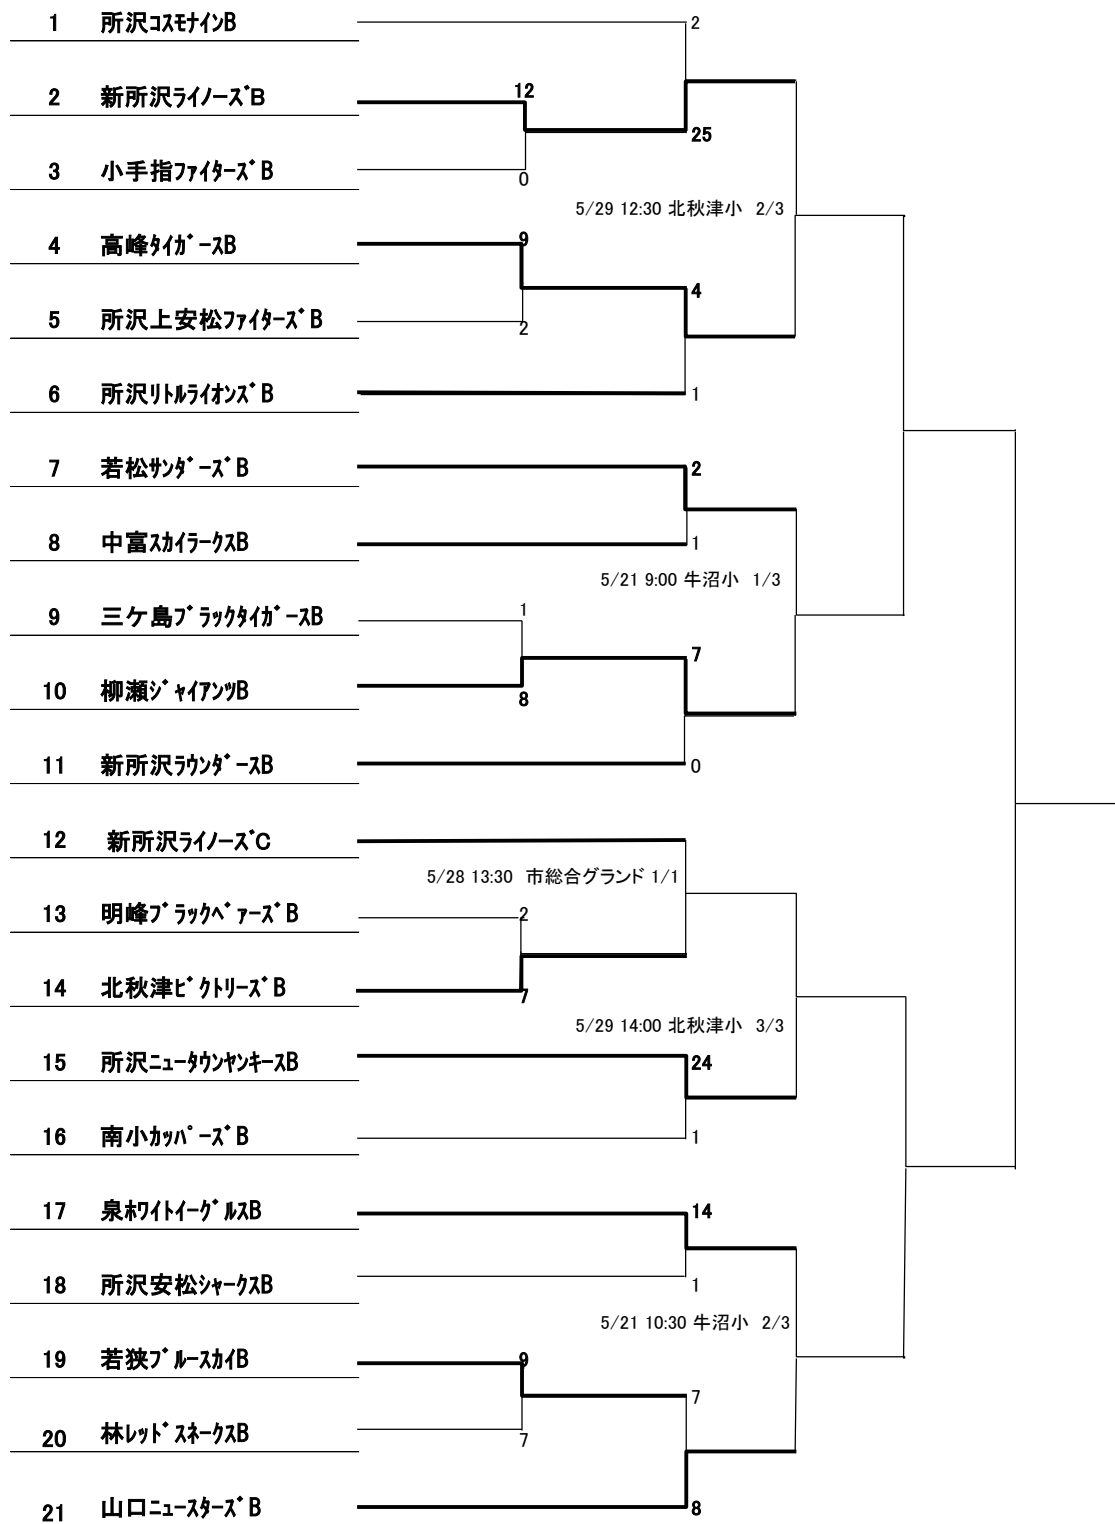 1 所沢ｺｽﾓﾅｲﾝB
2
12
2 新所沢ﾗｲﾉｰｽﾞB
25
3 小手指ﾌｧｲﾀｰｽﾞB
0
5/29 12:30 北秋津小 2/3
4 高峰ﾀｲｶﾞｰｽB
9
4
5 所沢上安松ﾌｧｲﾀｰｽﾞB
2
6 所沢ﾘﾄﾙﾗｲｵﾝｽﾞB
1
7 若松ｻﾝﾀﾞｰｽﾞB
2
8 中富ｽｶｲﾗｰｸｽB
1
5/21 9:00 牛沼小 1/3
9 三ケ島ﾌﾞﾗｯｸﾀｲｶﾞｰｽB
1
7
10 柳瀬ｼﾞｬｲｱﾝﾂB
8
11 新所沢ﾗｳﾝﾀﾞｰｽB
0
12 新所沢ﾗｲﾉｰｽﾞC
5/28 13:30 市総合グランド 1/1
13 明峰ﾌﾞﾗｯｸﾍﾞｱｰｽﾞB
2
14 北秋津ﾋﾞｸﾄﾘｰｽﾞB
7
5/29 14:00 北秋津小 3/3
15 所沢ﾆｭｰﾀｳﾝﾔﾝｷｰｽB
24
16 南小ｶｯﾊﾟｰｽﾞB
1
17 泉ﾎﾜｲﾄｲｰｸﾞﾙｽB
14
18 所沢安松ｼｬｰｸｽB
1
5/21 10:30 牛沼小 2/3
19 若狭ﾌﾞﾙｰｽｶｲB
9
7
20 林ﾚｯﾄﾞｽﾈｰｸｽB
7
21 山口ﾆｭｰｽﾀｰｽﾞB
8